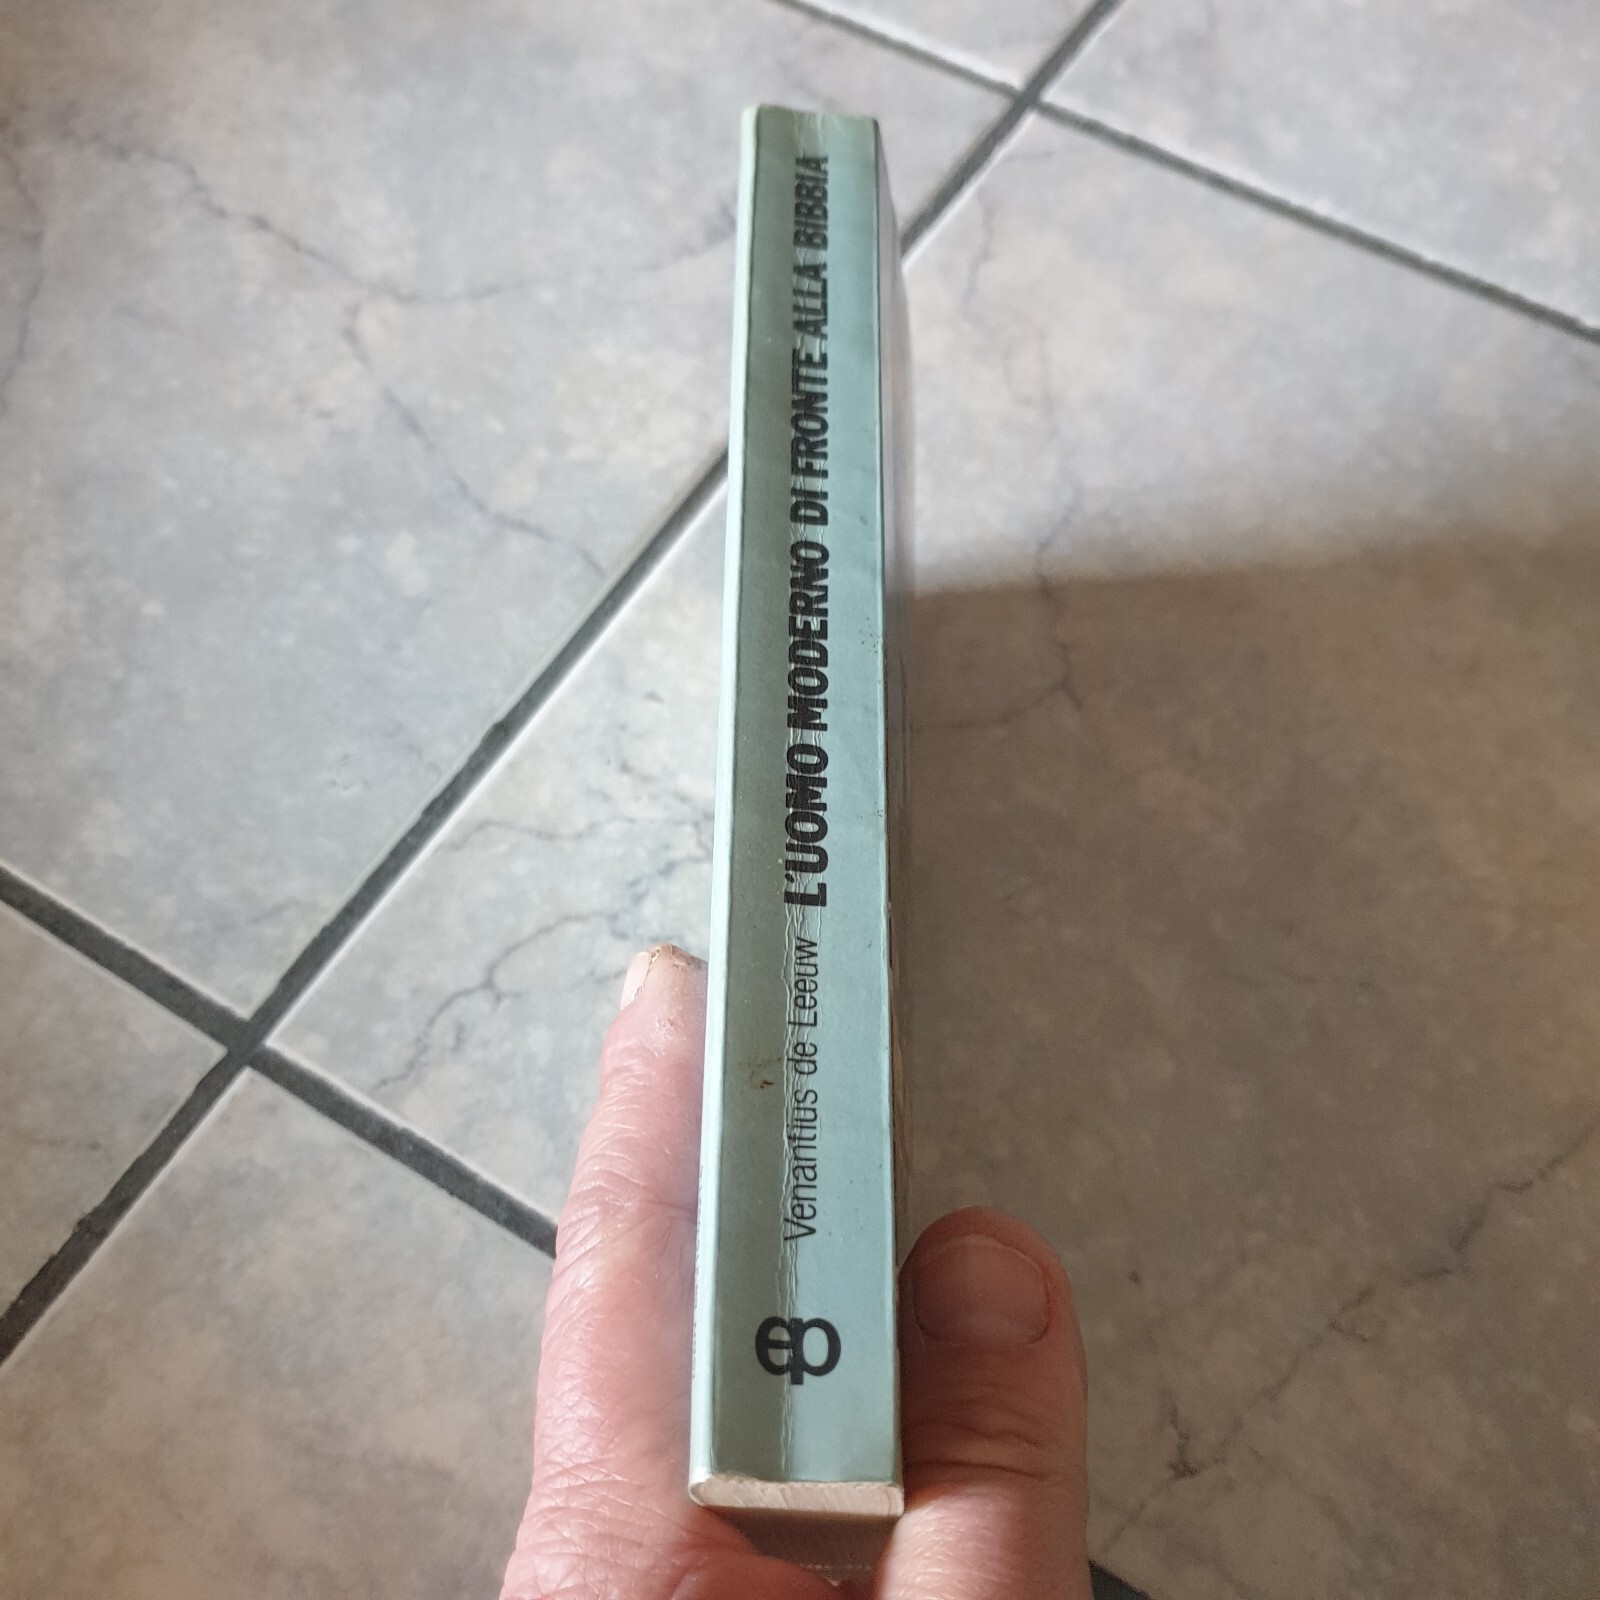 Venantius de Leeuw L'UOMO MODERNO DI FRONTE ALLA BIBBIA